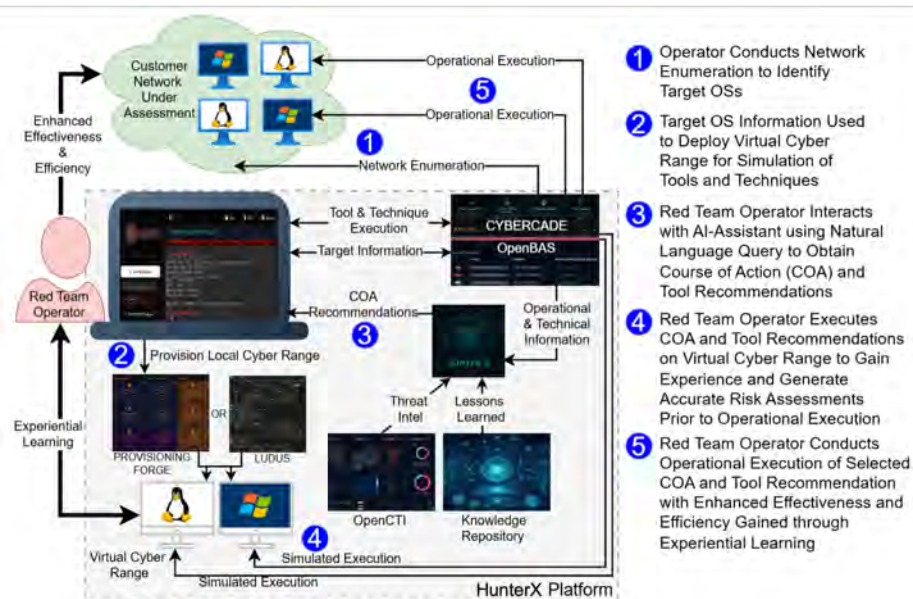 Customer
Network
Under
Assessment
Operational Execution
5
Operational Execution
1
Network Enumeration
Enhanced
Effectiveness
&
Efficiency
Red Team
Operator
Experiential
Learning
Tool & Technique
Execution
Target Information
CYBERCADE
OpenBAS
COA
Recommendations
3
Operational
& Technical
Information
2
Provision Local Cyber Range
OR
PROVISIONING
FORGE
LUDUS
Threat
Intel
Lessons
Learned
OpenCTI
Knowledge
Repository
4
Virtual Cyber
Range
Simulated Execution
Simulated Execution
HunterX Platform
1 Operator Conducts Network
Enumeration to Identify
Target OSs
2 Target OS Information Used
to Deploy Virtual Cyber
Range for Simulation of
Tools and Techniques
3 Red Team Operator Interacts
with AI-Assistant using Natural
Language Query to Obtain
Course of Action (COA) and
Tool Recommendations
4 Red Team Operator Executes
COA and Tool Recommendations
on Virtual Cyber Range to Gain
Experience and Generate
Accurate Risk Assessments
Prior to Operational Execution
5 Red Team Operator Conducts
Operational Execution of Selected
COA and Tool Recommendation
with Enhanced Effectiveness and
Efficiency Gained through
Experiential Learning